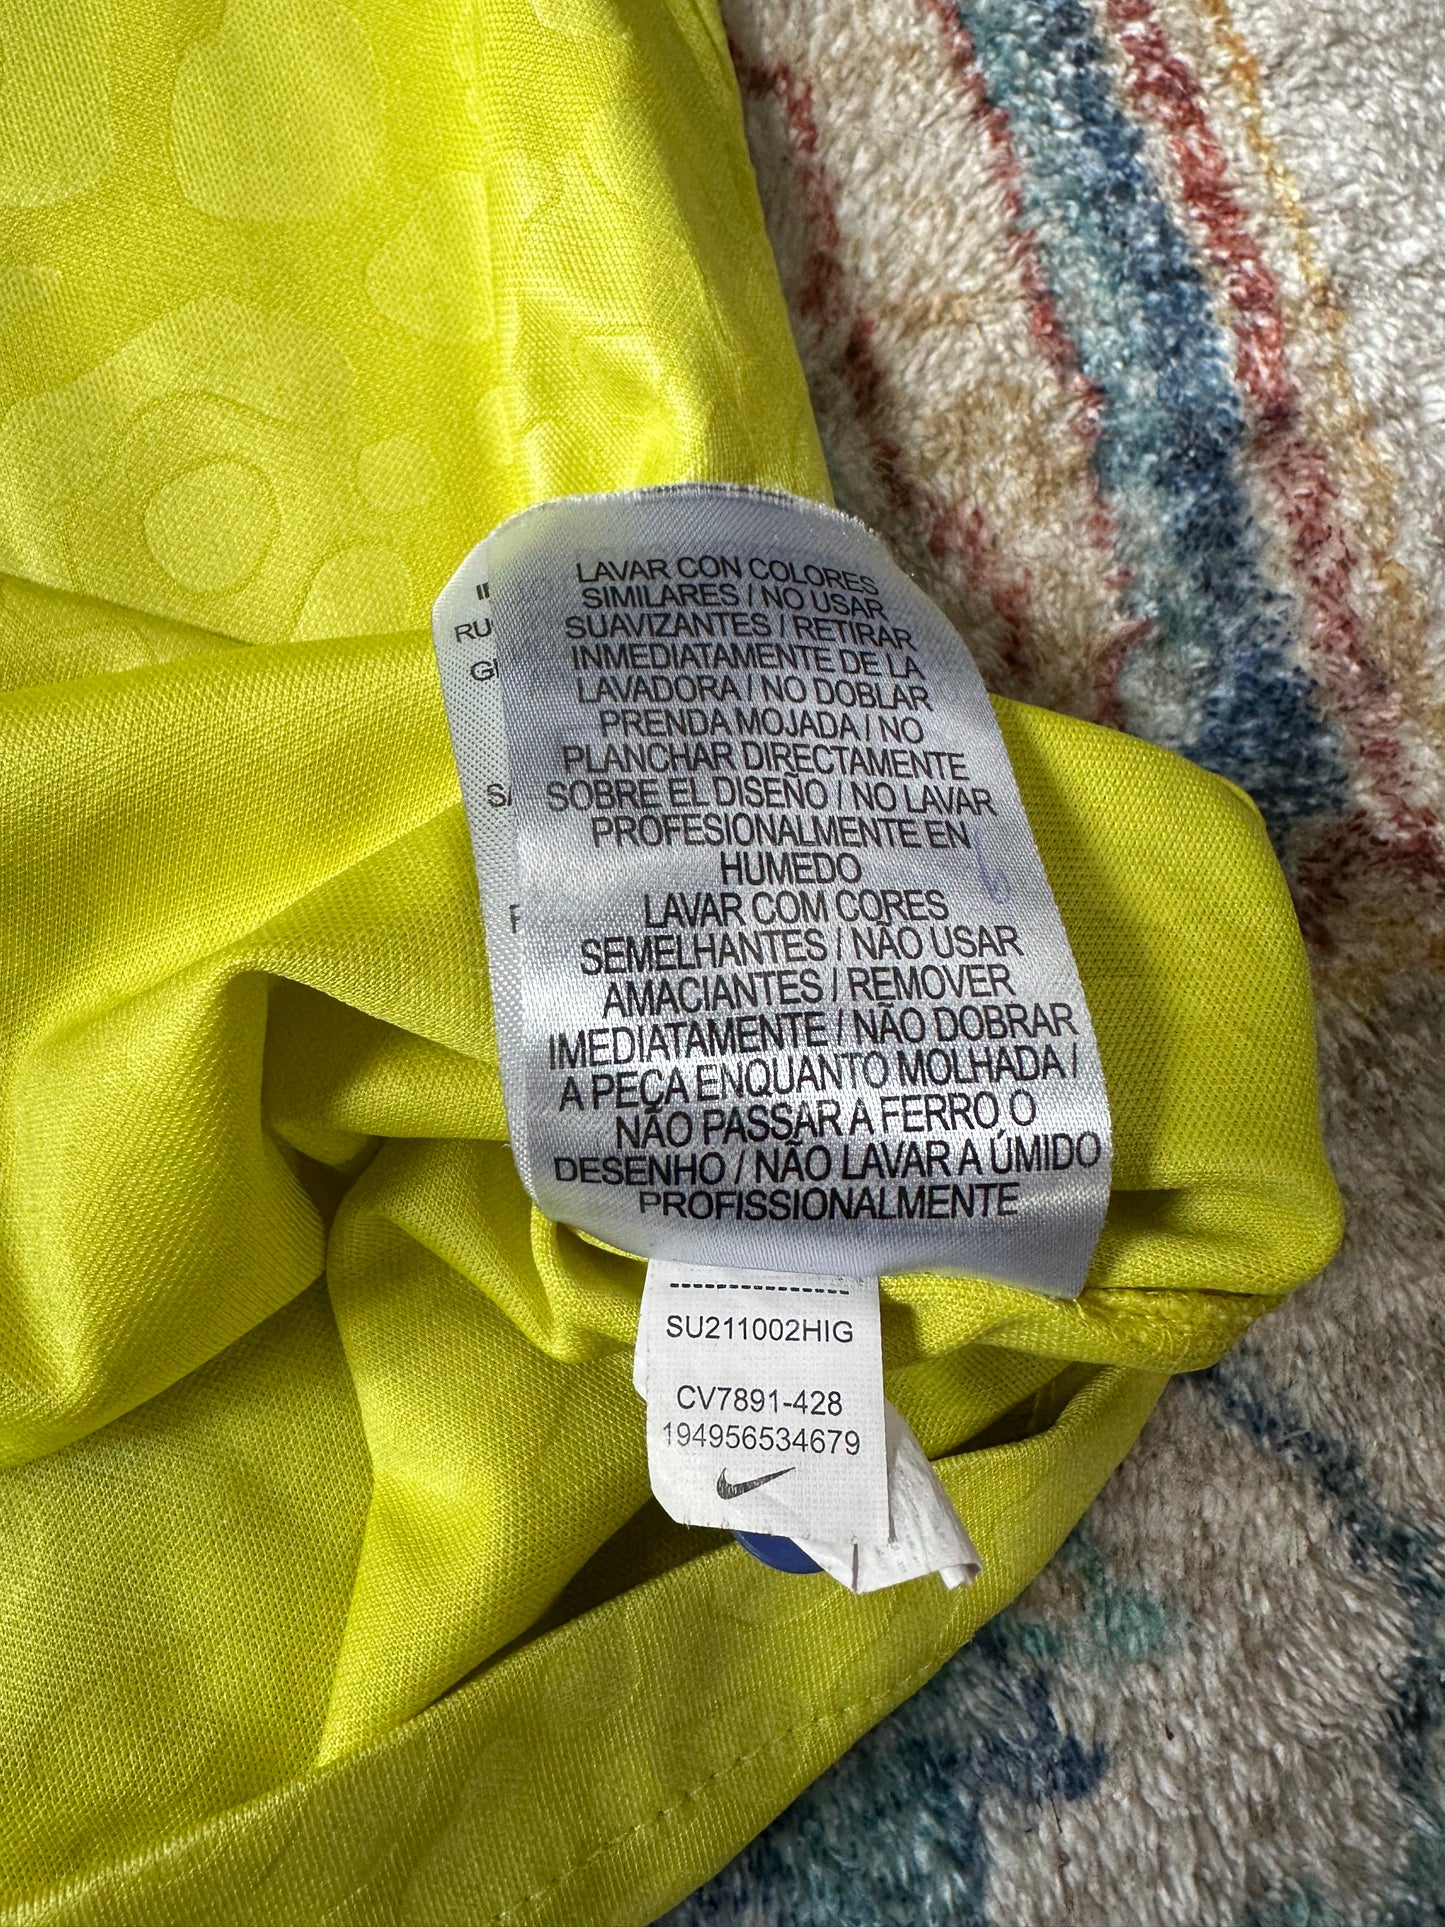 LAVAR CON COLORES
SIMILARES / NO USAR
SUAVIZANTES / RETIRAR
INMEDIATAMENTE DE LA
LAVADORA / NO DOBLAR
PRENDA MOJADA / NO
PLANCHAR DIRECTAMENTE
SOBRE EL DISEÑO / NO LAVAR
PROFESIONALMENTE EN
HUMEDO
LAVAR COM CORES
SEMELHANTES / NÃO USAR
AMACIANTES / REMOVER
IMEDIATAMENTE / NÃO DOBRAR
A PEÇA ENQUANTO MOLHADA /
NÃO PASSAR A FERRO O
DESENHO / NÃO LAVAR A ÚMIDO
PROFISSIONALMENTE
SU211002HIG
CV7891-428
194956534679